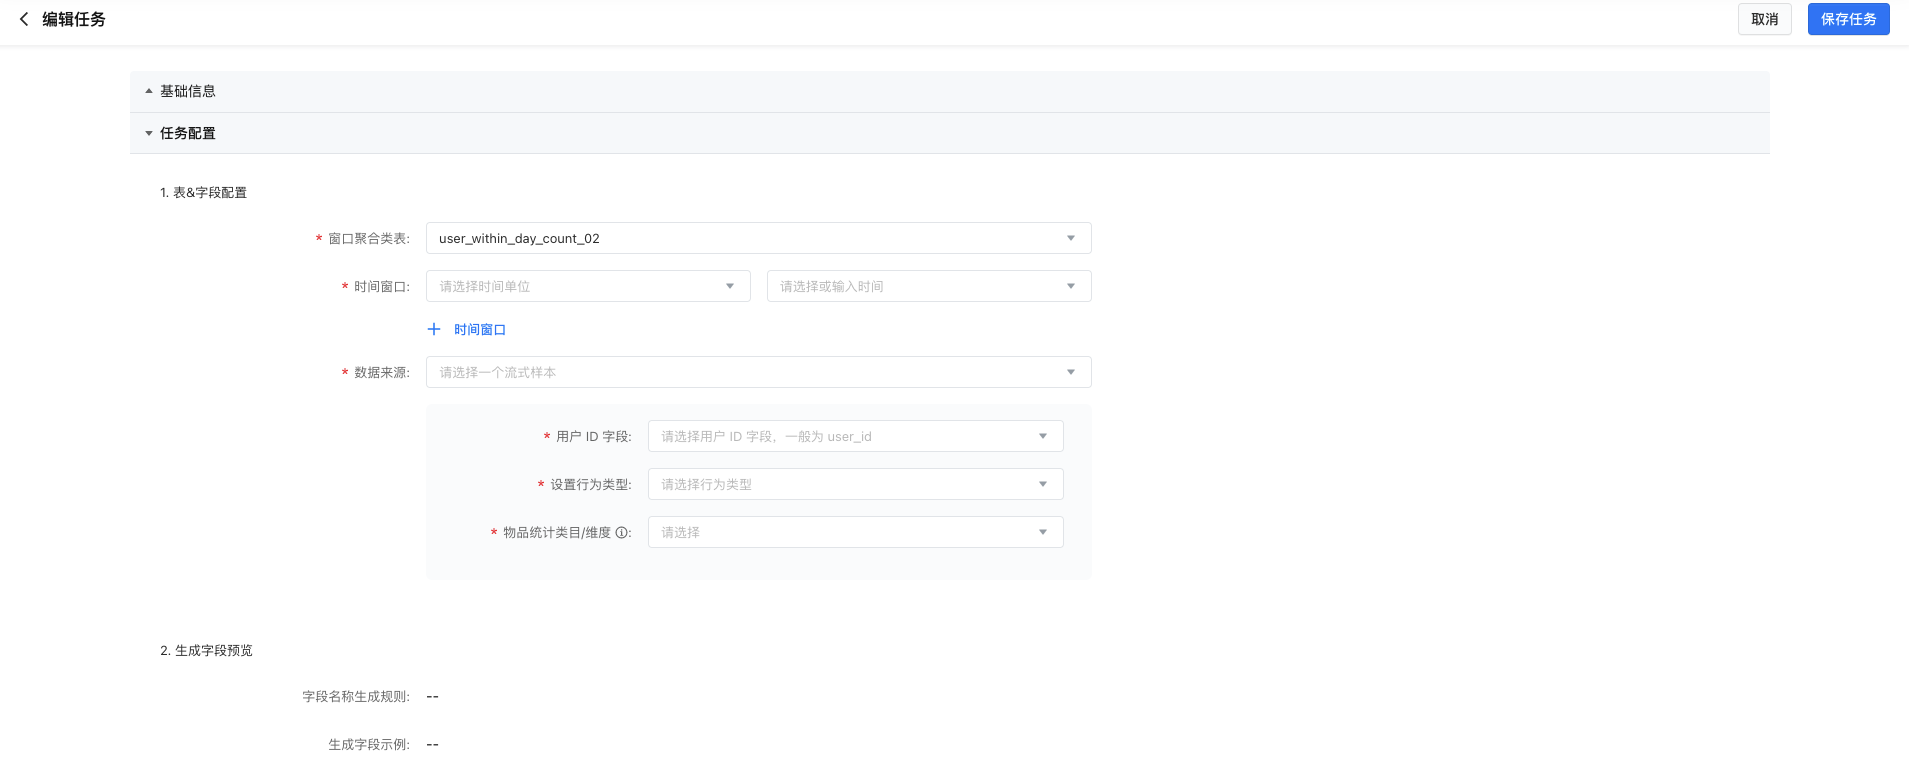 编辑任务
取消
保存任务
基础信息
任务配置
1. 表&字段配置
* 窗口聚合类表: user_within_day_count_02
* 时间窗口: 请选择时间单位 请选择或输入时间
+ 时间窗口
* 数据来源: 请选择一个流式样本
* 用户 ID 字段: 请选择用户 ID 字段，一般为 user_id
* 设置行为类型: 请选择行为类型
* 物品统计类目/维度 ⓘ: 请选择
2. 生成字段预览
字段名称生成规则: --
生成字段示例: --